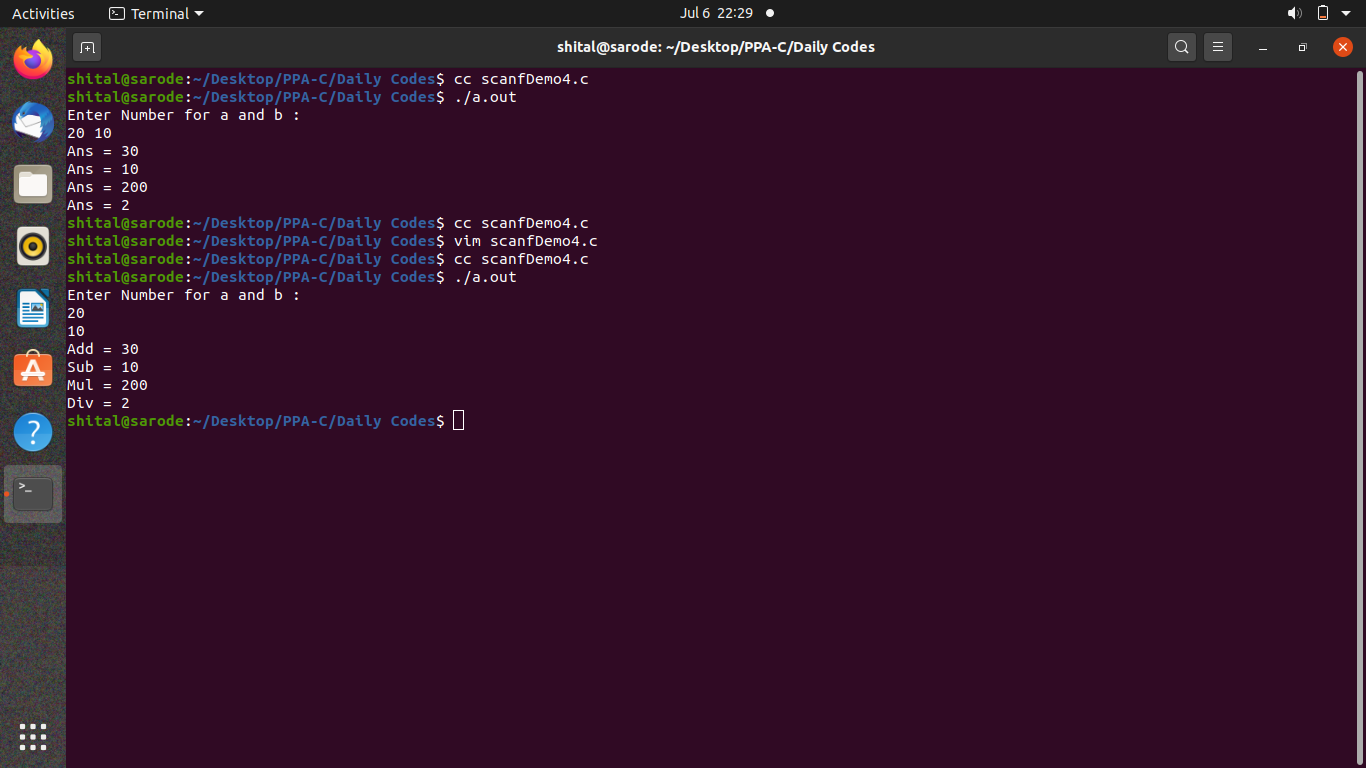 Activities
Terminal
Jul 6 22:29
shital@sarode: ~/Desktop/PPA-C/Daily Codes
shital@sarode:~/Desktop/PPA-C/Daily Codes$ cc scanfDemo4.c
shital@sarode:~/Desktop/PPA-C/Daily Codes$ ./a.out
Enter Number for a and b :
20 10
Ans = 30
Ans = 10
Ans = 200
Ans = 2
shital@sarode:~/Desktop/PPA-C/Daily Codes$ cc scanfDemo4.c
shital@sarode:~/Desktop/PPA-C/Daily Codes$ vim scanfDemo4.c
shital@sarode:~/Desktop/PPA-C/Daily Codes$ cc scanfDemo4.c
shital@sarode:~/Desktop/PPA-C/Daily Codes$ ./a.out
Enter Number for a and b :
20
10
Add = 30
Sub = 10
Mul = 200
Div = 2
shital@sarode:~/Desktop/PPA-C/Daily Codes$